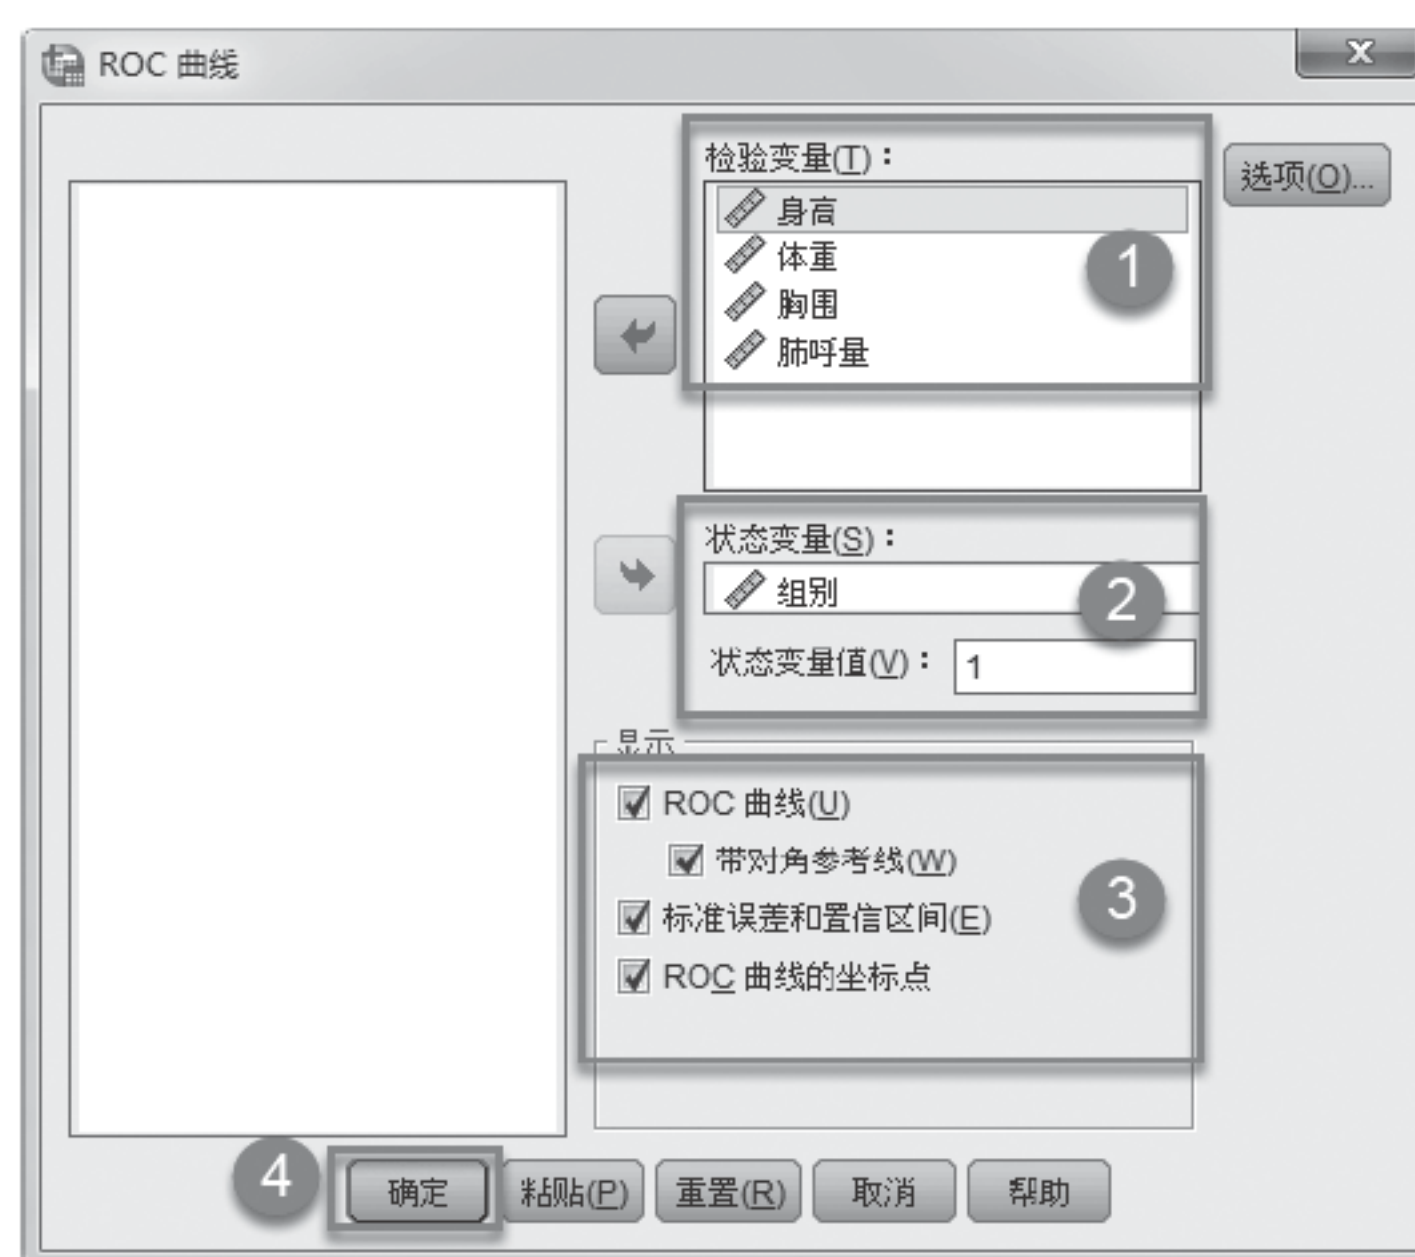 ROC 曲线
检验变量(T)：
选项(O)...
身高
体重
1
胸围
肺呼量
状态变量(S)：
组别
2
状态变量值(V)：
1
显示
ROC 曲线(U)
带对角参考线(W)
3
标准误差和置信区间(E)
ROC 曲线的坐标点
4
确定 粘贴(P) 重置(R) 取消 帮助